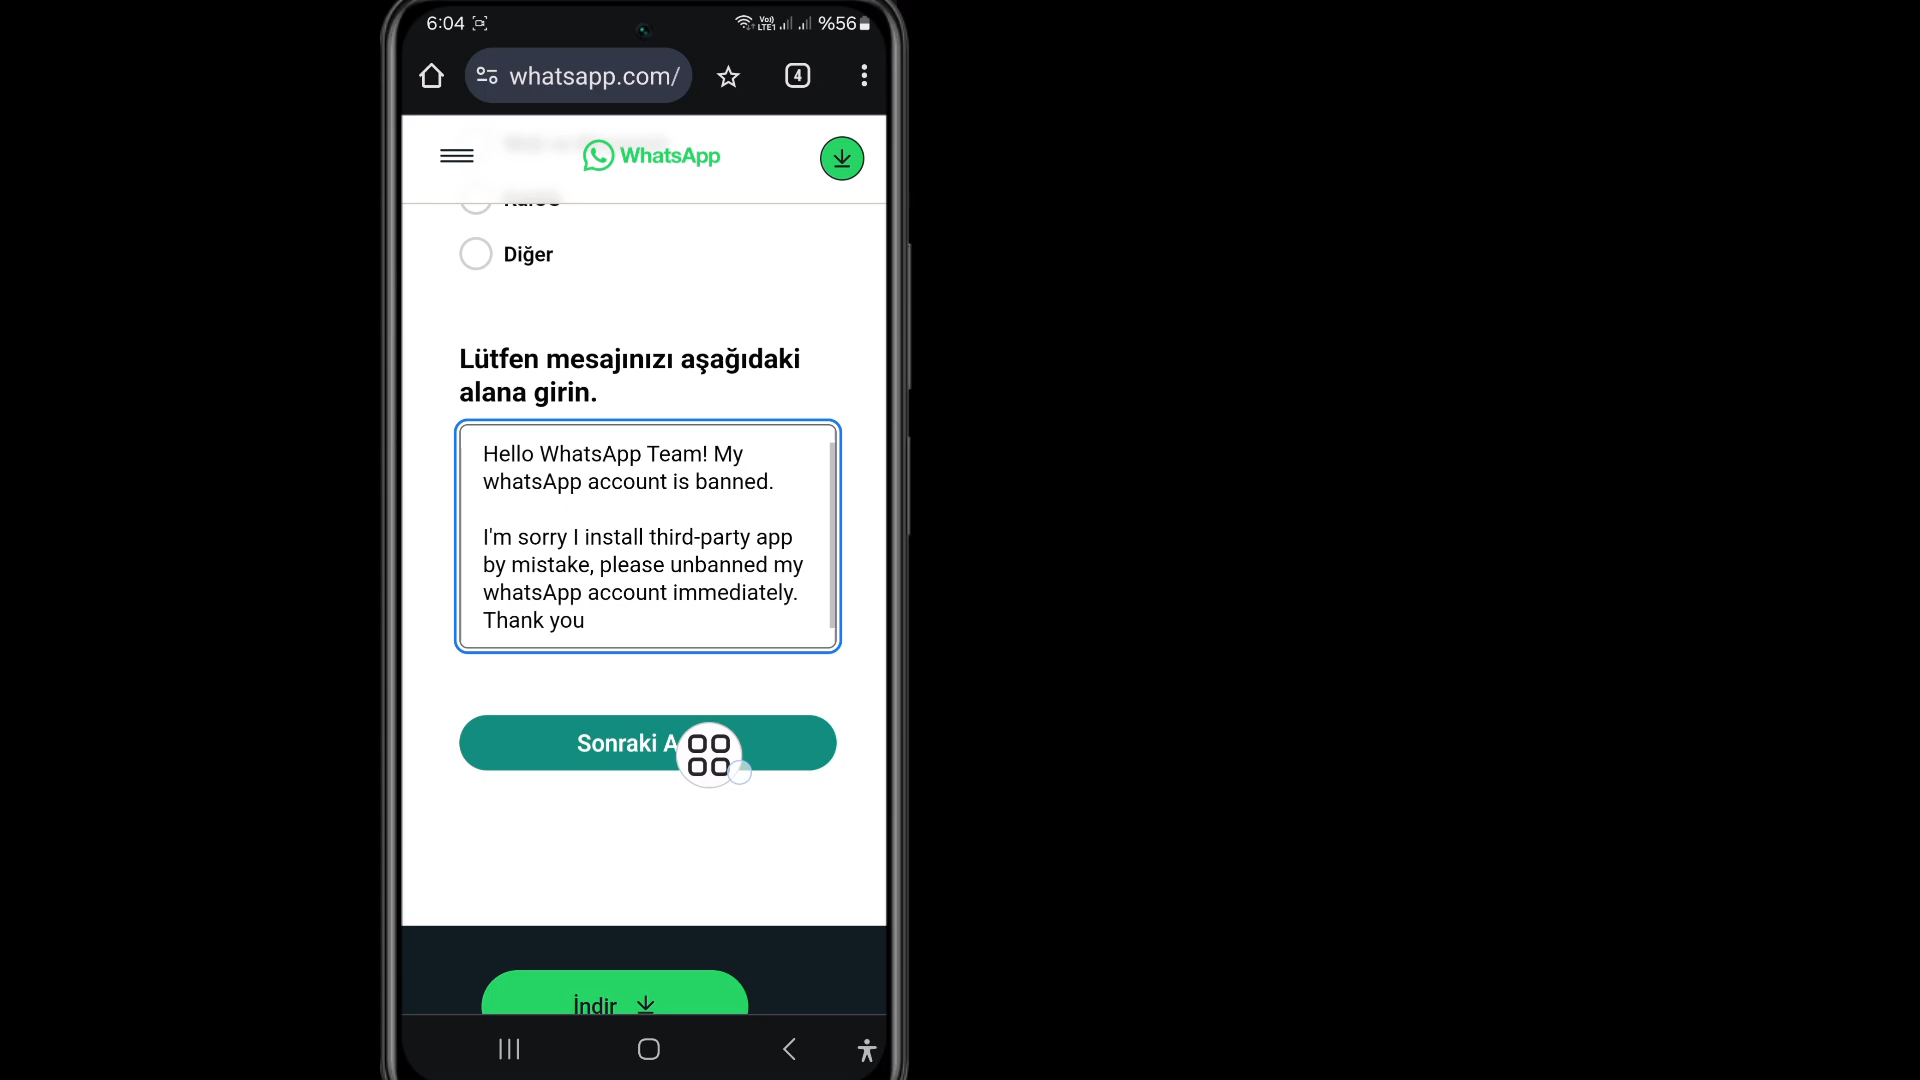 6:04
Vo)) LTE1 %56
whatsapp.com/
4
WhatsApp
Diğer
Lütfen mesajınızı aşağıdaki
alana girin.
Hello WhatsApp Team! My
whatsApp account is banned.
I'm sorry I install third-party app
by mistake, please unbanned my
whatsApp account immediately.
Thank you
Sonraki A
İndir